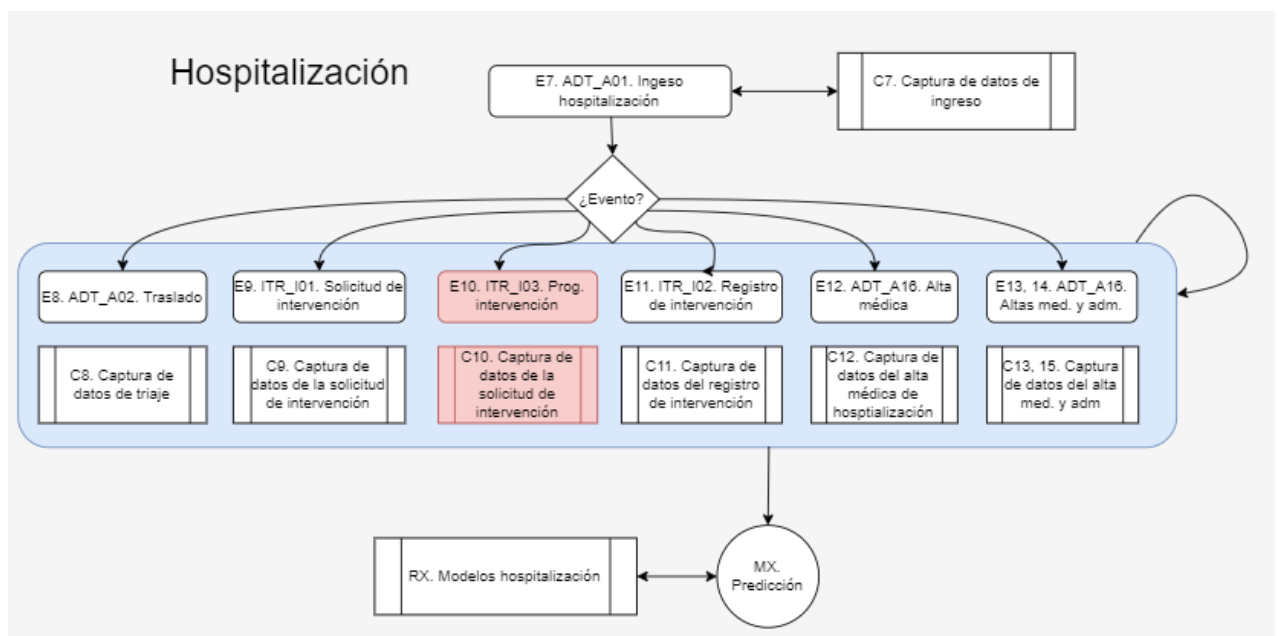 Hospitalización
E7. ADT_A01. Ingeso
hospitalización
C7. Captura de datos de
ingreso
¿Evento?
E8. ADT_A02. Traslado
E9. ITR_I01. Solicitud de
intervención
E10. ITR_I03. Prog.
intervención
E11. ITR_I02. Registro
de intervención
E12. ADT_A16. Alta
médica
E13, 14. ADT_A16.
Altas med. y adm.
C8. Captura de
datos de triaje
C9. Captura de
datos de la solicitud
de intervención
C10. Captura de
datos de la
solicitud de
intervención
C11. Captura de
datos del registro
de intervención
C12. Captura de
datos del alta
médica de
hosptialización
C13, 15. Captura
de datos del alta
med. y adm
RX. Modelos hospitalización
MX.
Predicción